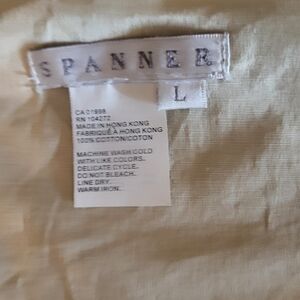 SPANNER
L
CA 01998
RN 104272
MADE IN HONG KONG
FABRIQUÉ À HONG KONG
100% COTTON/COTON
MACHINE WASH COLD
WITH LIKE COLORS.
DELICATE CYCLE.
DO NOT BLEACH.
LINE DRY.
WARM IRON.